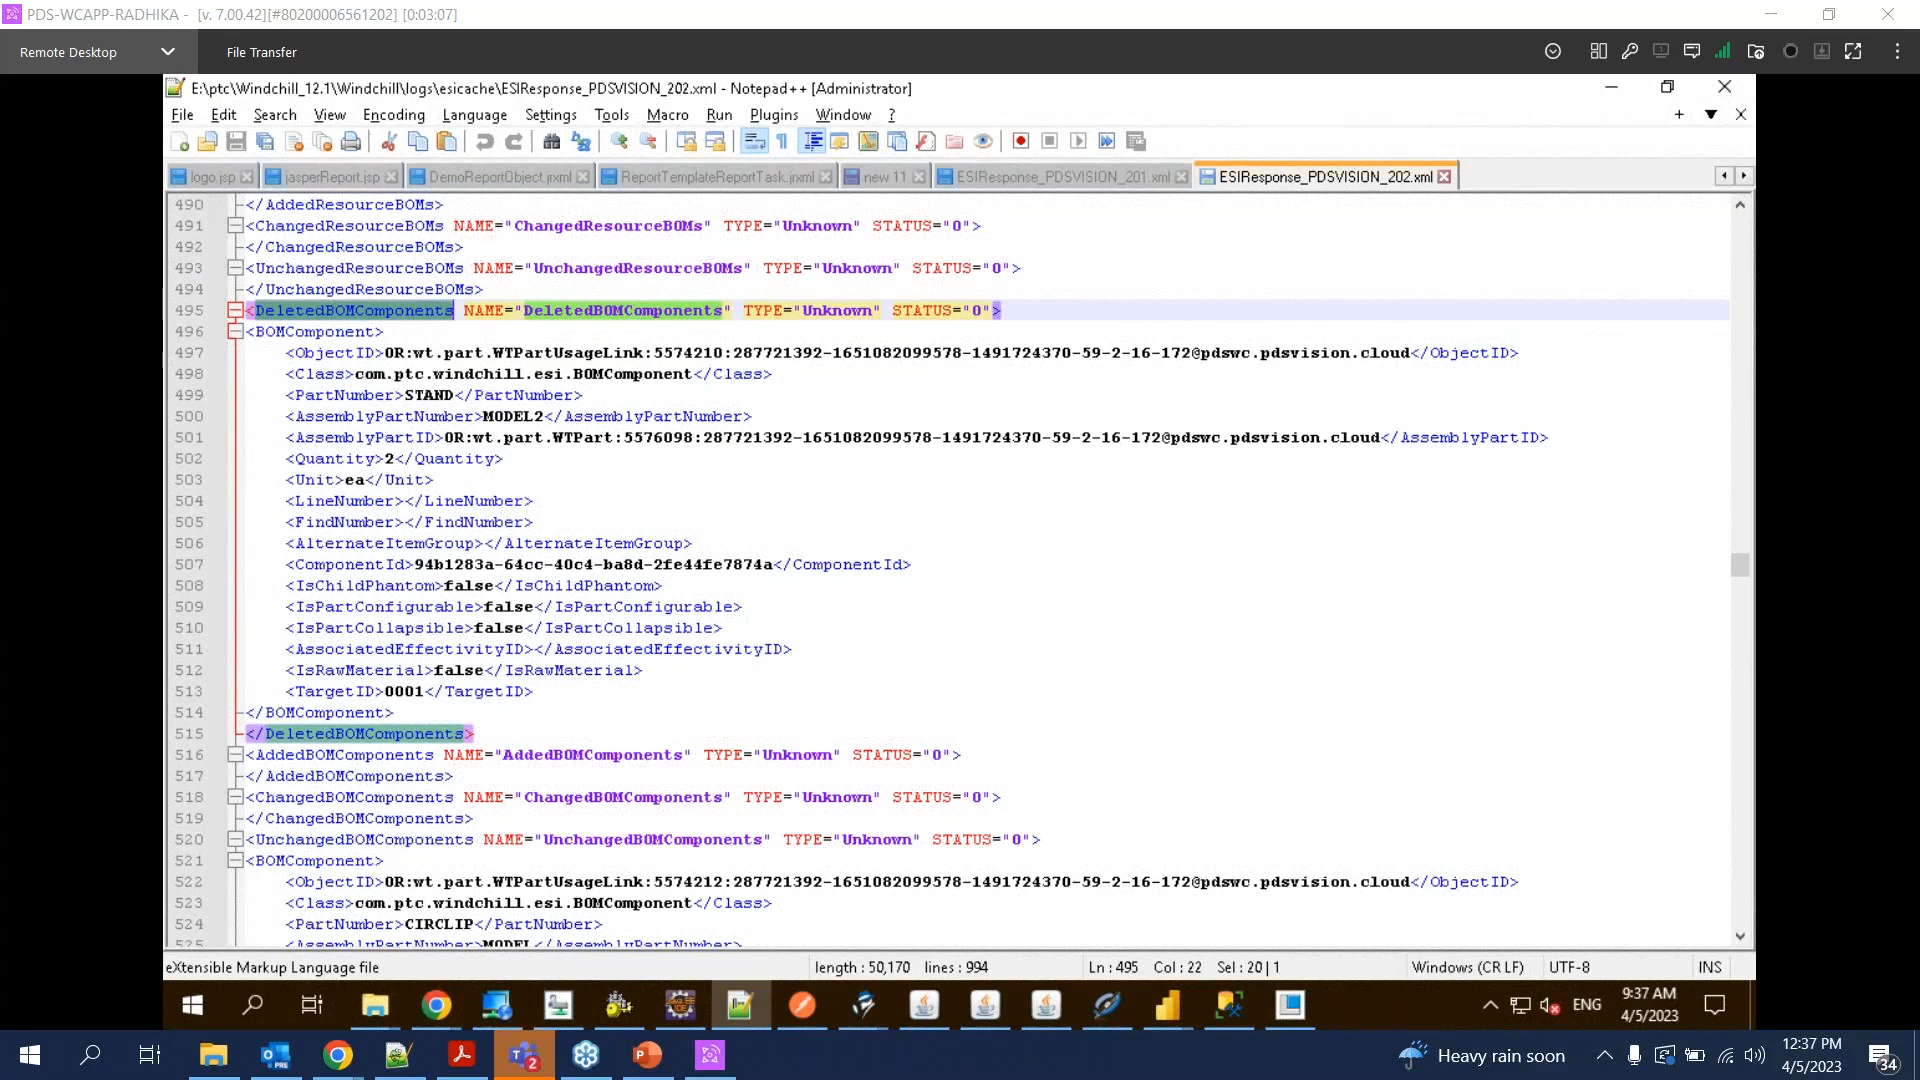 PDS-WCAPP-RADHIKA - [v. 7.00.42][#80200006561202] [0:03:07]
Remote Desktop File Transfer
E:\ptc\Windchill_12.1\Windchill\logs\esicache\ESIResponse_PDSVISION_202.xml - Notepad++ [Administrator]
File Edit Search View Encoding Language Settings Tools Macro Run Plugins Window ?
logo.jsp jasperReport.jsp DemoReportObject.jrxml ReportTemplateReportTask.jrxml new 11 ESIResponse_PDSVISION_201.xml ESIResponse_PDSVISION_202.xml
490 </AddedResourceBOMs>
491 <ChangedResourceBOMs NAME="ChangedResourceBOMs" TYPE="Unknown" STATUS="0">
492 </ChangedResourceBOMs>
493 <UnchangedResourceBOMs NAME="UnchangedResourceBOMs" TYPE="Unknown" STATUS="0">
494 </UnchangedResourceBOMs>
495 <DeletedBOMComponents NAME="DeletedBOMComponents" TYPE="Unknown" STATUS="0">
496 <BOMComponent>
497 <ObjectID>OR:wt.part.WTPartUsageLink:5574210:287721392-1651082099578-1491724370-59-2-16-172@pdswc.pdsvision.cloud</ObjectID>
498 <Class>com.ptc.windchill.esi.BOMComponent</Class>
499 <PartNumber>STAND</PartNumber>
500 <AssemblyPartNumber>MODEL2</AssemblyPartNumber>
501 <AssemblyPartID>OR:wt.part.WTPart:5576098:287721392-1651082099578-1491724370-59-2-16-172@pdswc.pdsvision.cloud</AssemblyPartID>
502 <Quantity>2</Quantity>
503 <Unit>ea</Unit>
504 <LineNumber></LineNumber>
505 <FindNumber></FindNumber>
506 <AlternateItemGroup></AlternateItemGroup>
507 <ComponentId>94b1283a-64cc-40c4-ba8d-2fe44fe7874a</ComponentId>
508 <IsChildPhantom>false</IsChildPhantom>
509 <IsPartConfigurable>false</IsPartConfigurable>
510 <IsPartCollapsible>false</IsPartCollapsible>
511 <AssociatedEffectivityID></AssociatedEffectivityID>
512 <IsRawMaterial>false</IsRawMaterial>
513 <TargetID>0001</TargetID>
514 </BOMComponent>
515 </DeletedBOMComponents>
516 <AddedBOMComponents NAME="AddedBOMComponents" TYPE="Unknown" STATUS="0">
517 </AddedBOMComponents>
518 <ChangedBOMComponents NAME="ChangedBOMComponents" TYPE="Unknown" STATUS="0">
519 </ChangedBOMComponents>
520 <UnchangedBOMComponents NAME="UnchangedBOMComponents" TYPE="Unknown" STATUS="0">
521 <BOMComponent>
522 <ObjectID>OR:wt.part.WTPartUsageLink:5574212:287721392-1651082099578-1491724370-59-2-16-172@pdswc.pdsvision.cloud</ObjectID>
523 <Class>com.ptc.windchill.esi.BOMComponent</Class>
524 <PartNumber>CIRCLIP</PartNumber>
525 <AssemblyPartNumber>MODEL</AssemblyPartNumber>
eXtensible Markup Language file length : 50,170 lines : 994 Ln : 495 Col : 22 Sel : 20 | 1 Windows (CR LF) UTF-8 INS
ENG 9:37 AM
4/5/2023
Heavy rain soon 12:37 PM
4/5/2023
34